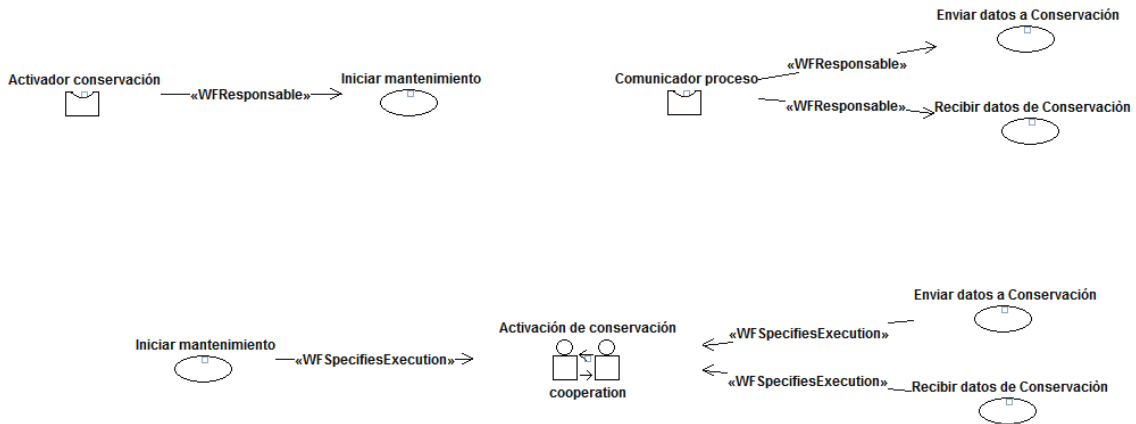 Enviar datos a Conservación
«WFResponsable»
Activador conservación
Iniciar mantenimiento
Comunicador proceso
«WFResponsable»
«WFResponsable»
Recibir datos de Conservación
Enviar datos a Conservación
Activación de conservación
«WFSpecifiesExecution»
Iniciar mantenimiento
«WFSpecifiesExecution»
«WFSpecifiesExecution»
Recibir datos de Conservación
cooperation